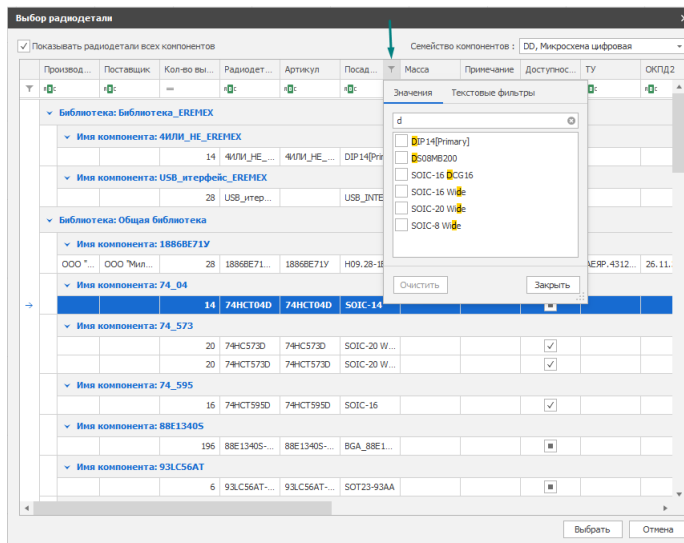 Выбор радиодетали
Показывать радиодетали всех компонентов
Семейство компонентов : DD, Микросхема цифровая
Производ... Поставщик Кол-во вы... Радиодет... Артикул Посад... Масса Примечание Доступнос... ТУ ОКПД2
Библиотека: Библиотека_EREMEX
Имя компонента: 4ИЛИ_НЕ_EREMEX
14 4ИЛИ_НЕ_... 4ИЛИ_НЕ_... DIP14[Prir
Имя компонента: USB_итерфейс_EREMEX
28 USB_итер... USB_INTE
Библиотека: Общая библиотека
Имя компонента: 1886ВЕ71У
ООО "... ООО "Мил... 28 1886ВЕ71... 1886ВЕ71У Н09.28-1В АЕЯР.4312... 26.11.
Имя компонента: 74_04
14 74HCT04D 74HCT04D SOIC-14
Имя компонента: 74_573
20 74HC573D 74HC573D SOIC-20 W...
20 74HCT573D 74HCT573D SOIC-20 W...
Имя компонента: 74_595
16 74HCT595D 74HCT595D SOIC-16
Имя компонента: 88E1340S
196 88E1340S-... 88E1340S-... BGA_88E1...
Имя компонента: 93LC56AT
6 93LC56AT-... 93LC56AT-... SOT23-93AA
Значения Текстовые фильтры
d
DIP14[Primary]
DS08MB200
SOIC-16 DCG16
SOIC-16 Wide
SOIC-20 Wide
SOIC-8 Wide
Очистить Закрыть
Выбрать Отмена